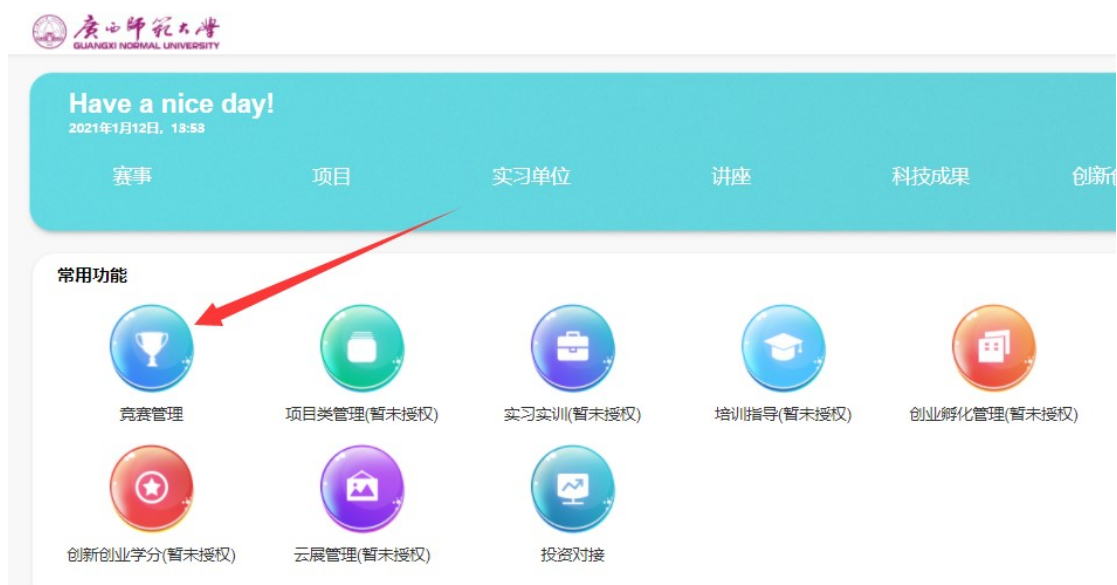 廣西師範大學
GUANGXI NORMAL UNIVERSITY
Have a nice day!
2021年1月12日，18:58
赛事 项目 实习单位 讲座 科技成果 创新
常用功能
竞赛管理 项目类管理(暂未授权) 实习实训(暂未授权) 培训指导(暂未授权) 创业孵化管理(暂未授权)
创新创业学分(暂未授权) 云展管理(暂未授权) 投资对接